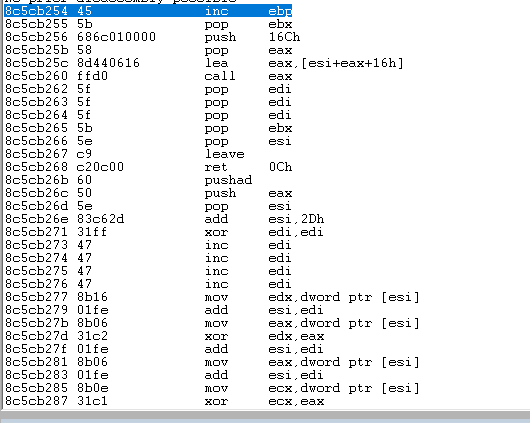 no prior disassembly possible
8c5cb254 45 inc ebp
8c5cb255 5b pop ebx
8c5cb256 686c010000 push 16Ch
8c5cb25b 58 pop eax
8c5cb25c 8d440616 lea eax,[esi+eax+16h]
8c5cb260 ffd0 call eax
8c5cb262 5f pop edi
8c5cb263 5f pop edi
8c5cb264 5f pop edi
8c5cb265 5b pop ebx
8c5cb266 5e pop esi
8c5cb267 c9 leave
8c5cb268 c20c00 ret 0Ch
8c5cb26b 60 pushad
8c5cb26c 50 push eax
8c5cb26d 5e pop esi
8c5cb26e 83c62d add esi,2Dh
8c5cb271 31ff xor edi,edi
8c5cb273 47 inc edi
8c5cb274 47 inc edi
8c5cb275 47 inc edi
8c5cb276 47 inc edi
8c5cb277 8b16 mov edx,dword ptr [esi]
8c5cb279 01fe add esi,edi
8c5cb27b 8b06 mov eax,dword ptr [esi]
8c5cb27d 31c2 xor edx,eax
8c5cb27f 01fe add esi,edi
8c5cb281 8b06 mov eax,dword ptr [esi]
8c5cb283 01fe add esi,edi
8c5cb285 8b0e mov ecx,dword ptr [esi]
8c5cb287 31c1 xor ecx,eax